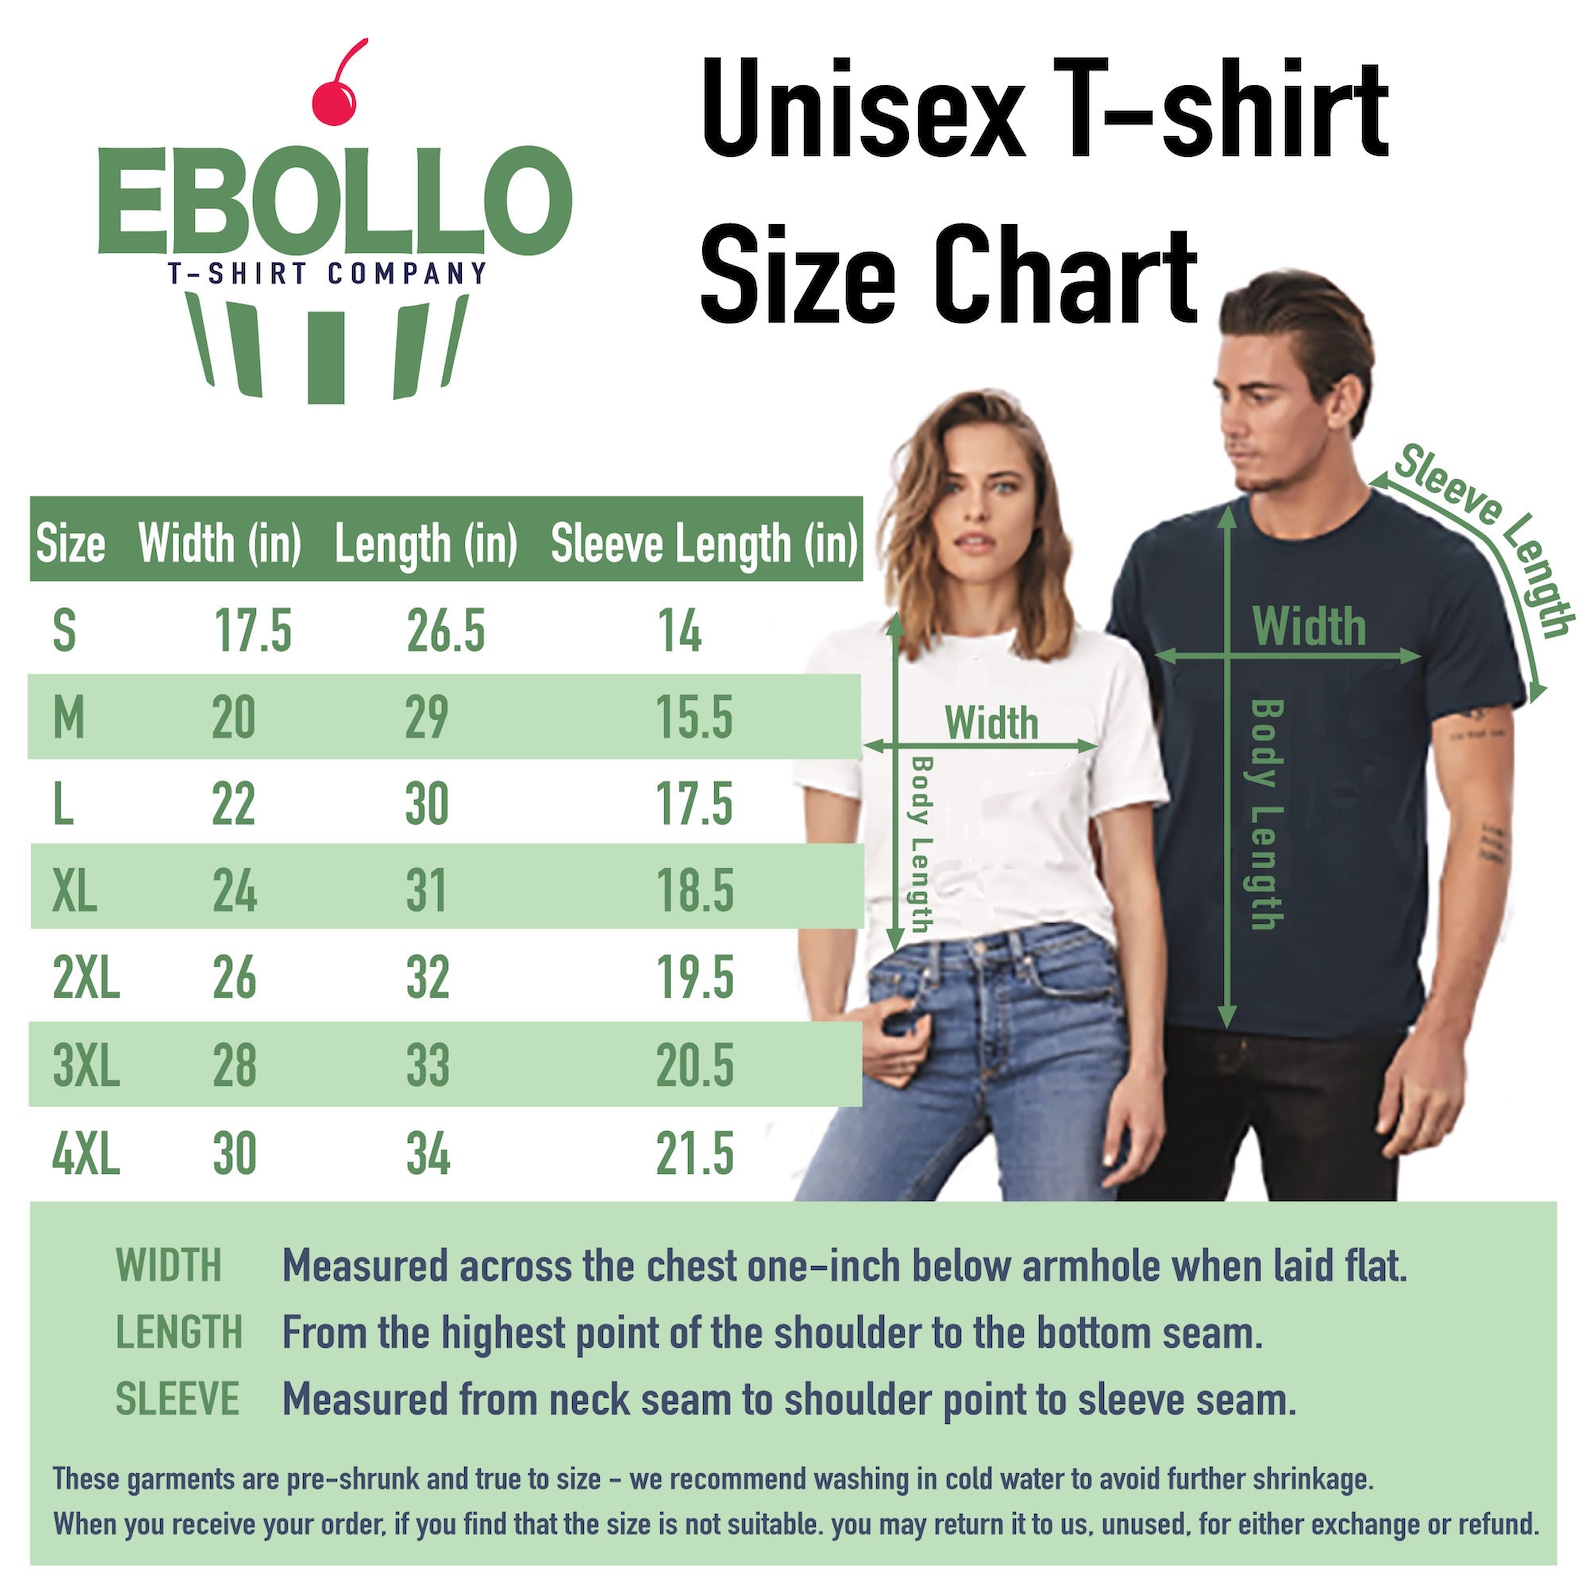 EBOLLO
T-SHIRT COMPANY
Unisex T-shirt
Size Chart
Size Width (in) Length (in) Sleeve Length (in)
S 17.5 26.5 14
M 20 29 15.5
L 22 30 17.5
XL 24 31 18.5
2XL 26 32 19.5
3XL 28 33 20.5
4XL 30 34 21.5
Width
Body Length
Width
Body Length
Sleeve Length
WIDTH Measured across the chest one-inch below armhole when laid flat.
LENGTH From the highest point of the shoulder to the bottom seam.
SLEEVE Measured from neck seam to shoulder point to sleeve seam.
These garments are pre-shrunk and true to size - we recommend washing in cold water to avoid further shrinkage.
When you receive your order, if you find that the size is not suitable. you may return it to us, unused, for either exchange or refund.